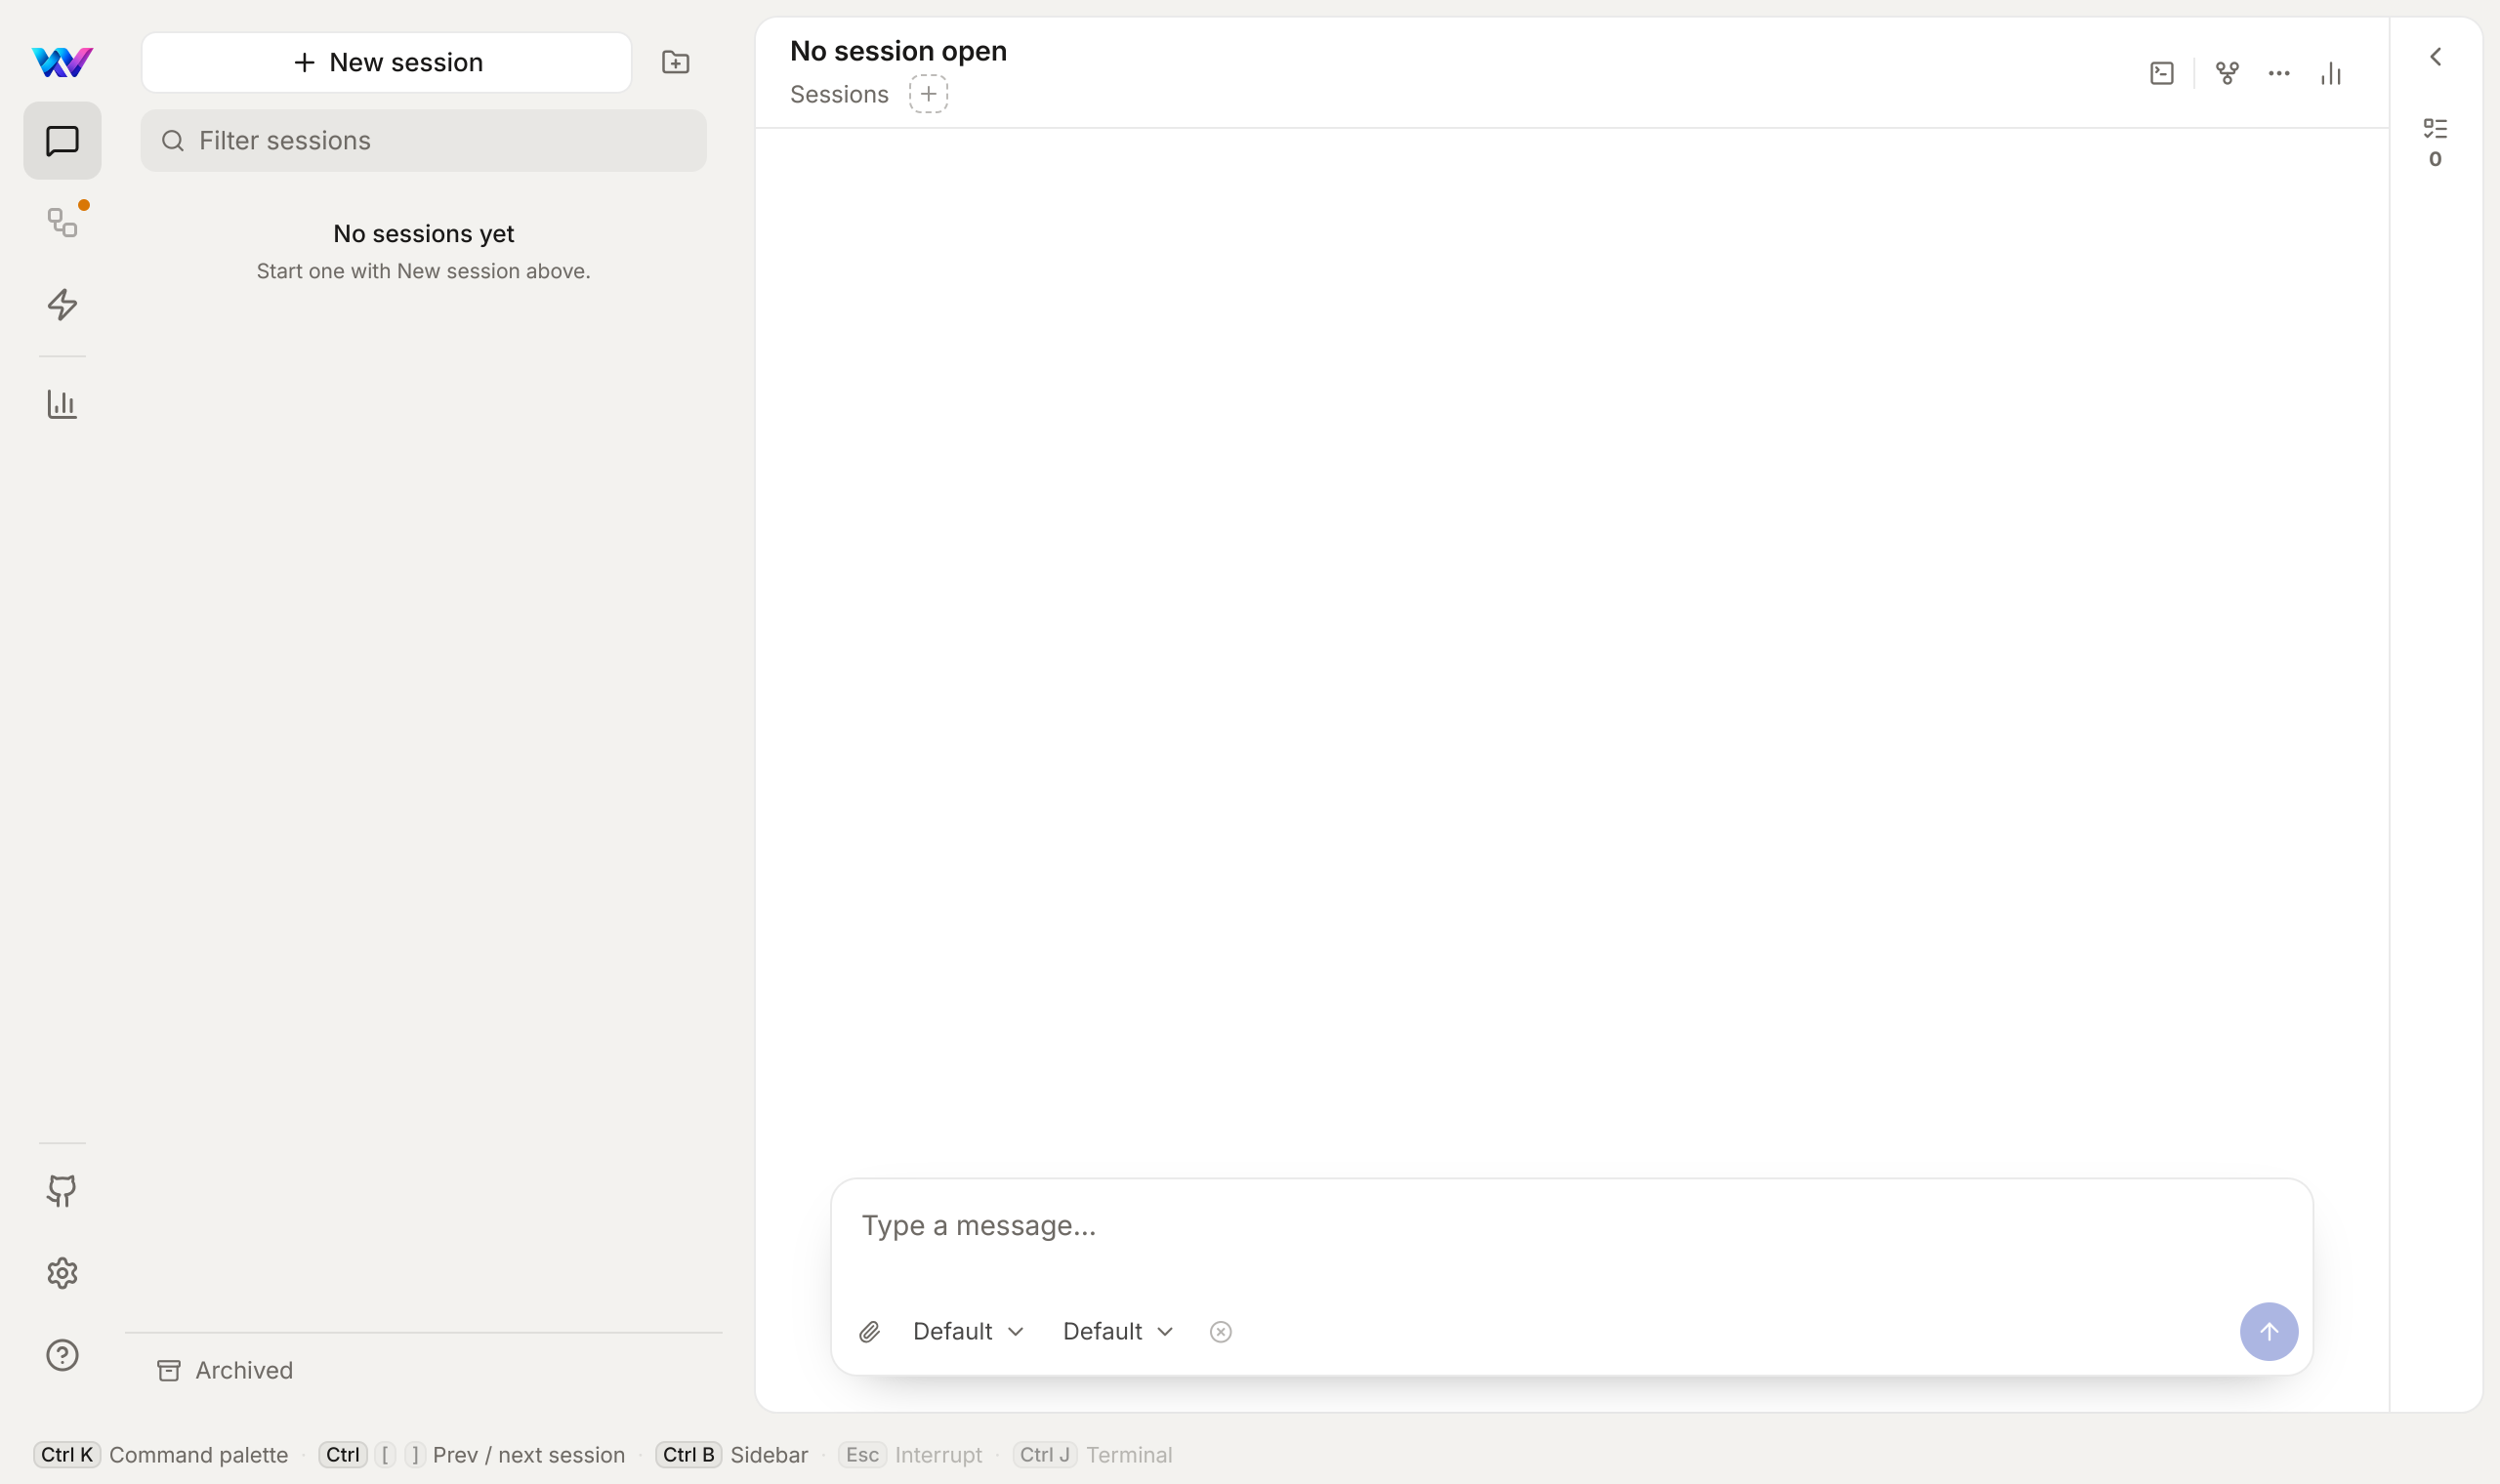 New session
Filter sessions
No sessions yet
Start one with New session above.
Archived
No session open
Sessions
0
Type a message...
Default Default
Ctrl K Command palette · Ctrl [ ] Prev / next session · Ctrl B Sidebar · Esc Interrupt · Ctrl J Terminal